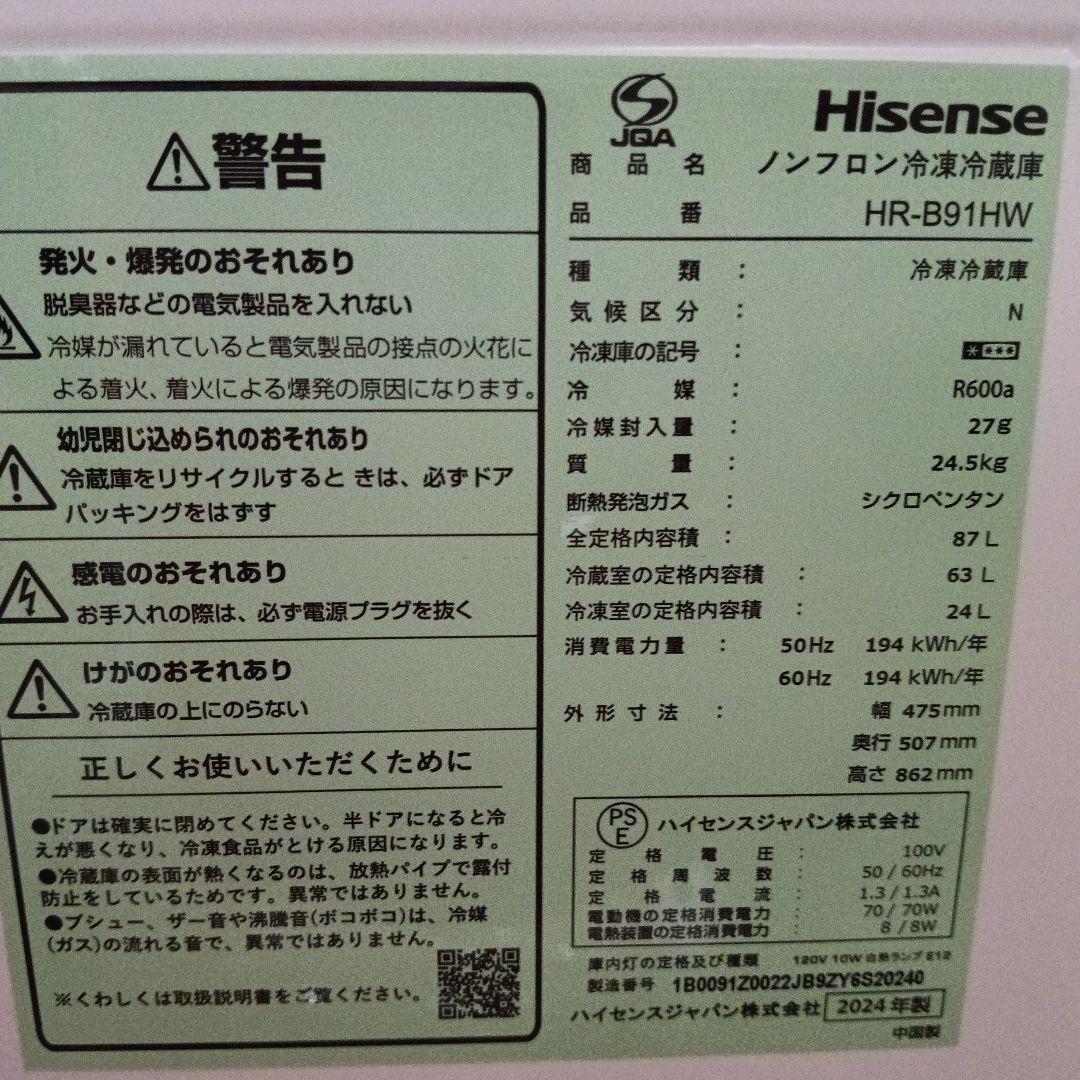 警告
発火・爆発のおそれあり
脱臭器などの電気製品を入れない
冷媒が漏れていると電気製品の接点の火花に
よる着火、着火による爆発の原因になります。
幼児閉じ込められのおそれあり
冷蔵庫をリサイクルすると きは、必ずドア
パッキングをはずす
感電のおそれあり
お手入れの際は、必ず電源プラグを抜く
けがのおそれあり
冷蔵庫の上にのらない
正しくお使いいただくために
●ドアは確実に閉めてください。半ドアになると冷
えが悪くなり、冷凍食品がとける原因になります。
●冷蔵庫の表面が熱くなるのは、放熱パイプで露付
防止をしているためです。異常ではありません。
●ブシュー、ザー音や沸騰音(ボコボコ)は、冷媒
(ガス)の流れる音で、異常ではありません。
※くわしくは取扱説明書をご覧ください。
JQA
Hisense
商品名 ノンフロン冷凍冷蔵庫
品番 HR-B91HW
種類 : 冷凍冷蔵庫
気候区分 : N
冷凍庫の記号 : ****
冷媒 : R600a
冷媒封入量 : 27g
質量 : 24.5kg
断熱発泡ガス : シクロペンタン
全定格内容積 : 87 L
冷蔵室の定格内容積 : 63 L
冷凍室の定格内容積 : 24 L
消費電力量 : 50Hz 194 kWh/年
60Hz 194 kWh/年
外形寸法 : 幅 475mm
奥行 507mm
高さ 862mm
PSE ハイセンスジャパン株式会社
定格電圧 : 100V
定格周波数 : 50 / 60Hz
定格電流 : 1.3 / 1.3A
電動機の定格消費電力 : 70 / 70W
電熱装置の定格消費電力 : 8 / 8W
庫内灯の定格及び種類 120V 10W 白熱ランプ E12
製造番号 1B0091Z0022JB9ZY6S20240
ハイセンスジャパン株式会社 2024年製
中国製